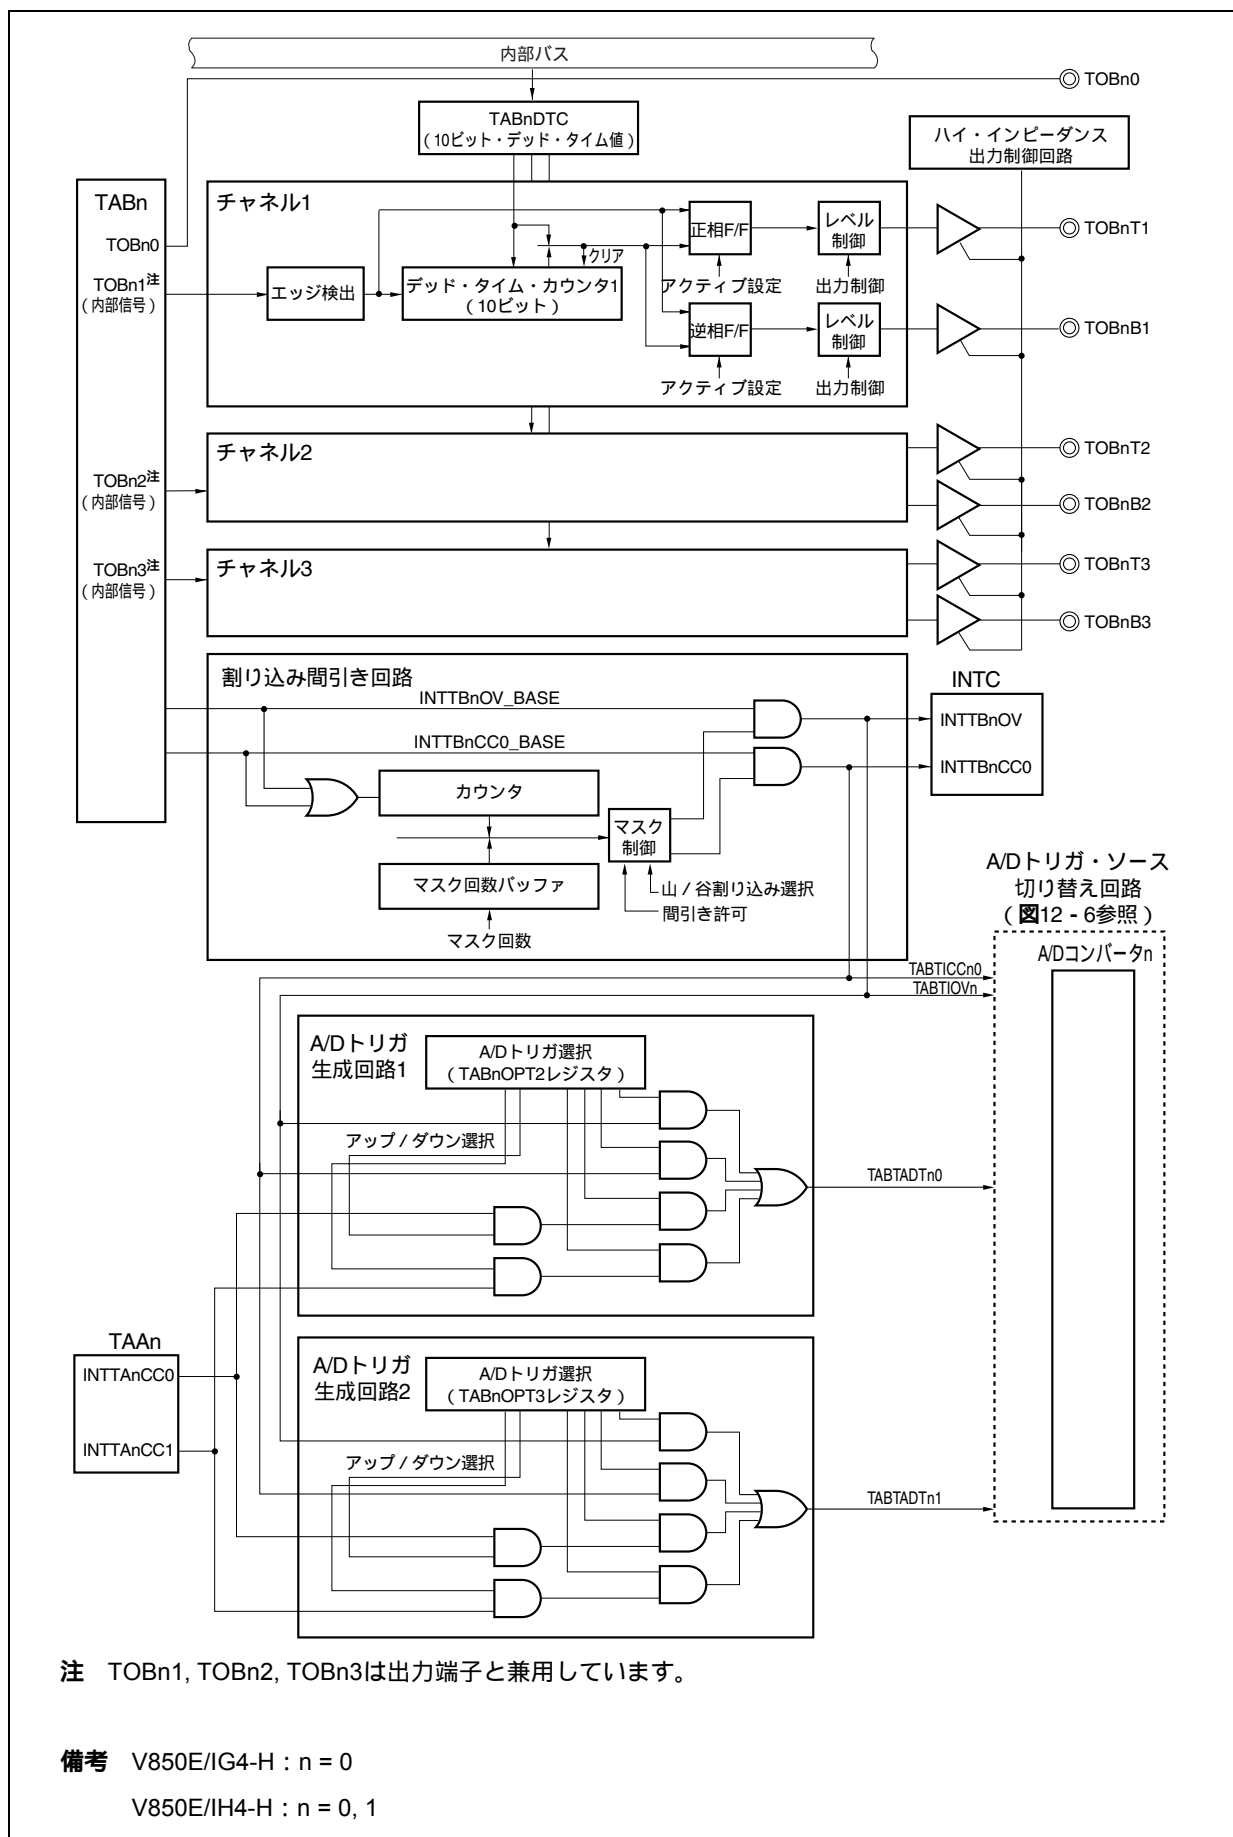 内部バス
TOBn0
TABnDTC
（10ビット・デッド・タイム値）
ハイ・インピーダンス
出力制御回路
TABn
TOBn0
TOBn1注
（内部信号）
チャネル1
エッジ検出
デッド・タイム・カウンタ1
（10ビット）
クリア
正相F/F
アクティブ設定
レベル
制御
出力制御
TOBnT1
逆相F/F
アクティブ設定
レベル
制御
出力制御
TOBnB1
TOBn2注
（内部信号）
チャネル2
TOBnT2
TOBnB2
TOBn3注
（内部信号）
チャネル3
TOBnT3
TOBnB3
割り込み間引き回路
INTTBnOV_BASE
INTTBnCC0_BASE
カウンタ
マスク
制御
マスク回数バッファ
マスク回数
山／谷割り込み選択
間引き許可
INTC
INTTBnOV
INTTBnCC0
A/Dトリガ・ソース
切り替え回路
（図12‐6参照）
A/Dコンバータn
TABTICCn0
TABTIOVn
A/Dトリガ
生成回路1
A/Dトリガ選択
（TABnOPT2レジスタ）
アップ／ダウン選択
TABTADTn0
TAAn
INTTAnCC0
INTTAnCC1
A/Dトリガ
生成回路2
A/Dトリガ選択
（TABnOPT3レジスタ）
アップ／ダウン選択
TABTADTn1
注　TOBn1, TOBn2, TOBn3は出力端子と兼用しています。
備考　V850E/IG4-H：n = 0
V850E/IH4-H：n = 0, 1